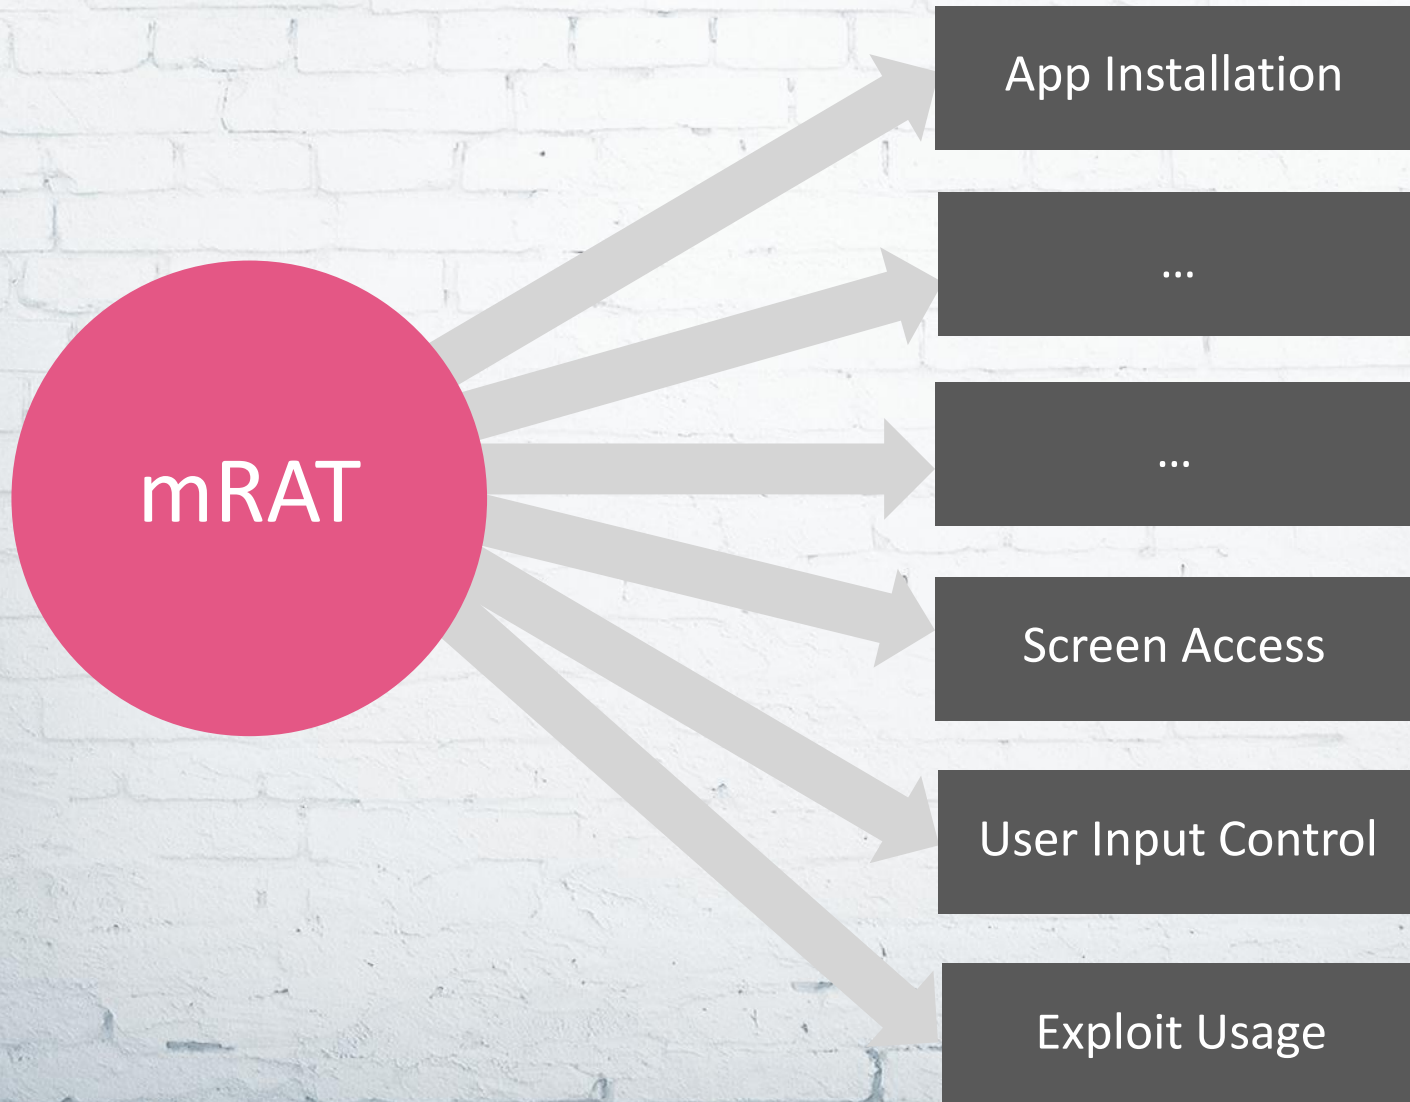 App Installation
...
...
mRAT
Screen Access
User Input Control
Exploit Usage